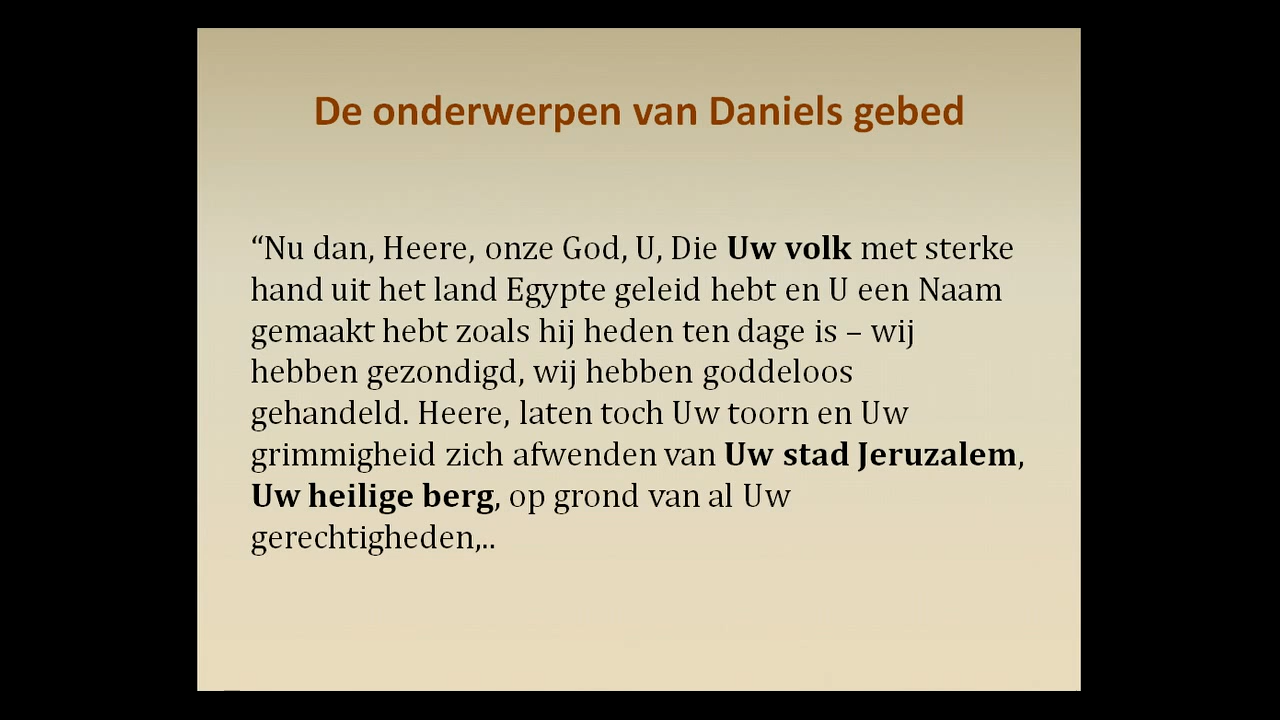 De onderwerpen van Daniels gebed
“Nu dan, Heere, onze God, U, Die Uw volk met sterke
hand uit het land Egypte geleid hebt en U een Naam
gemaakt hebt zoals hij heden ten dage is – wij
hebben gezondigd, wij hebben goddeloos
gehandeld. Heere, laten toch Uw toorn en Uw
grimmigheid zich afwenden van Uw stad Jeruzalem,
Uw heilige berg, op grond van al Uw
gerechtigheden,..